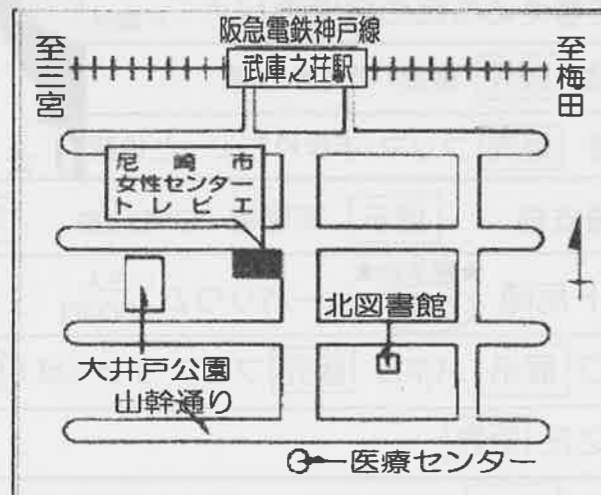 阪急電鉄神戸線
至三宮
武庫之荘駅
至梅田
尼崎市
女性センター
トレピエ
北図書館
大井戸公園
山幹通り
医療センター